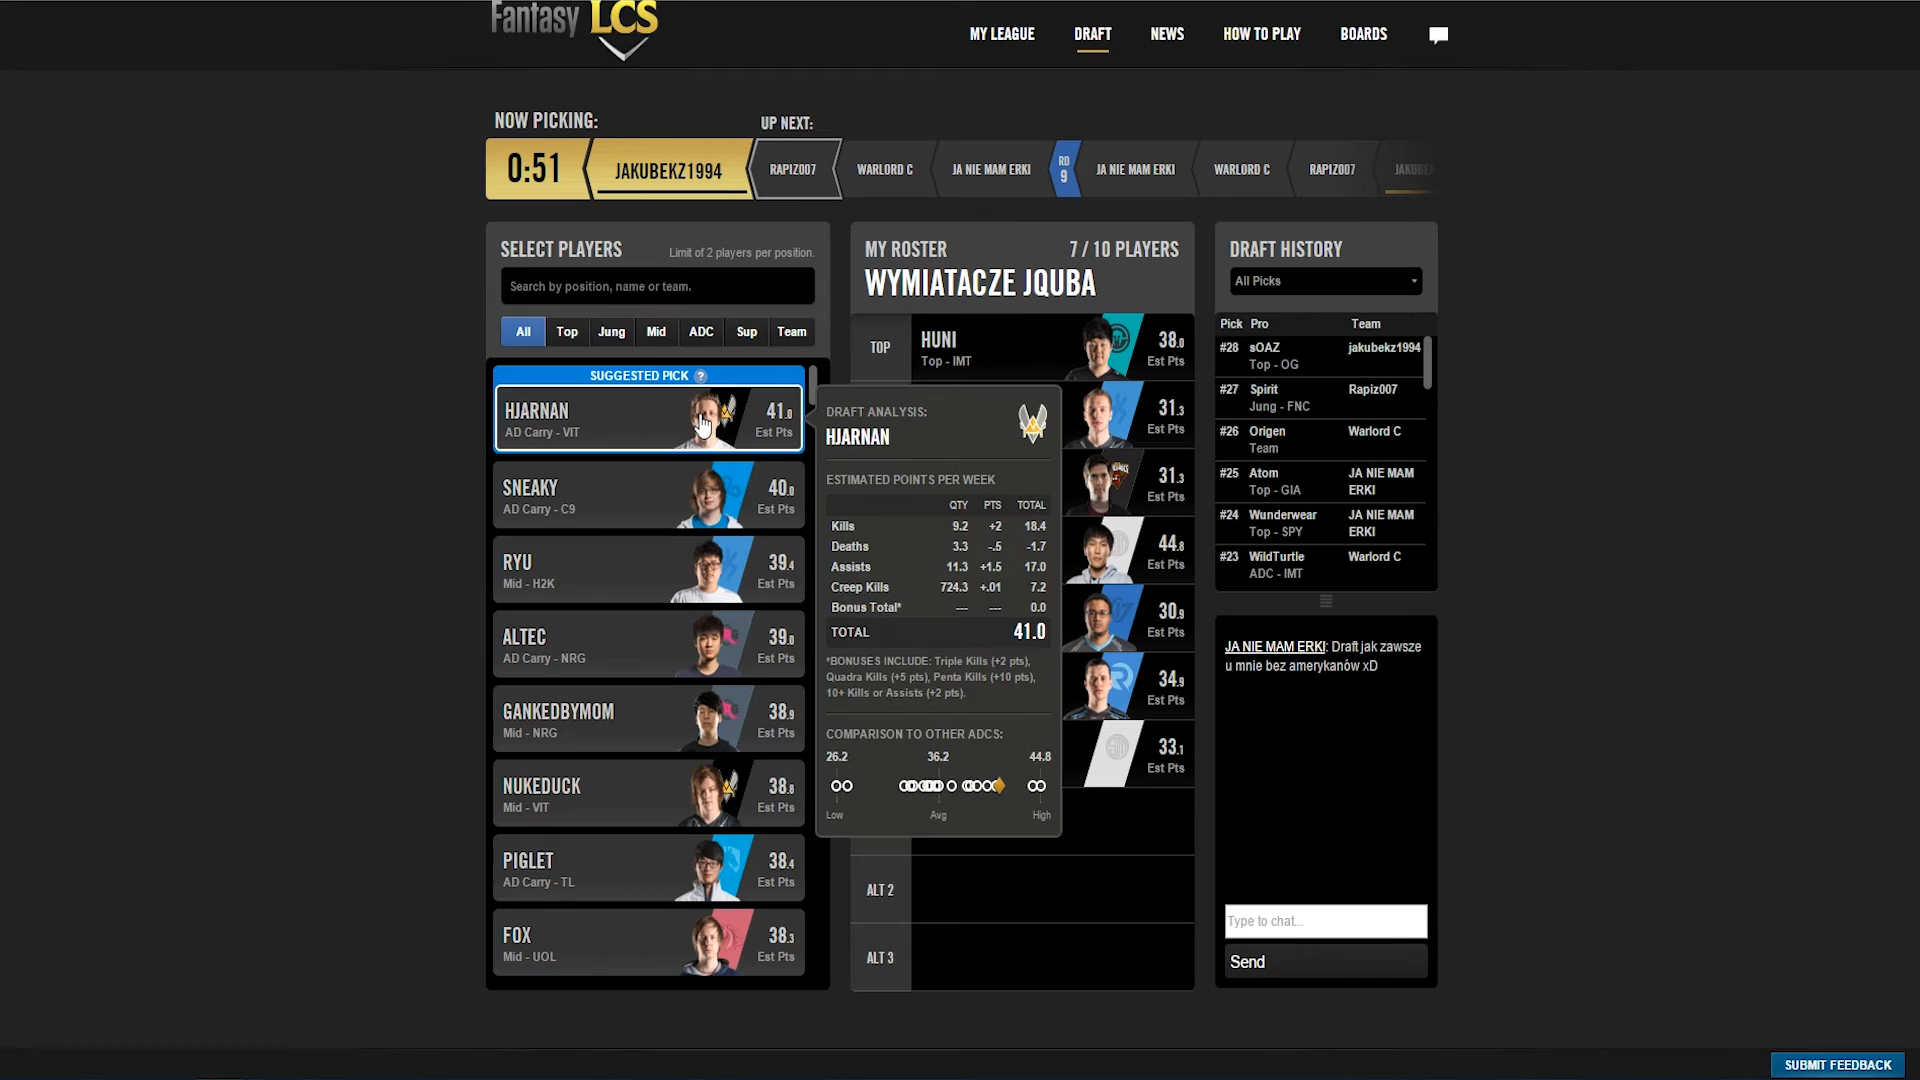 Fantasy LCS
MY LEAGUE
DRAFT
NEWS
HOW TO PLAY
BOARDS
NOW PICKING:
UP NEXT:
0:51
JAKUBEKZ1994
RAPIZ007
WARLORD C
JA NIE MAM ERKI
RD
9
JA NIE MAM ERKI
WARLORD C
RAPIZ007
SELECT PLAYERS
Limit of 2 players per position.
Search by position, name or team.
All
Top
Jung
Mid
ADC
Sup
Team
SUGGESTED PICK ?
HJARNAN
AD Carry - VIT
41.0
Est Pts
SNEAKY
AD Carry - C9
40.0
Est Pts
RYU
Mid - H2K
39.4
Est Pts
ALTEC
AD Carry - NRG
39.0
Est Pts
GANKEDBYMOM
Mid - NRG
38.9
Est Pts
NUKEDUCK
Mid - VIT
38.8
Est Pts
PIGLET
AD Carry - TL
38.4
Est Pts
FOX
Mid - UOL
38.3
Est Pts
DRAFT ANALYSIS:
HJARNAN
ESTIMATED POINTS PER WEEK
QTY PTS TOTAL
Kills 9.2 +2 18.4
Deaths 3.3 -.5 -1.7
Assists 11.3 +1.5 17.0
Creep Kills 724.3 +.01 7.2
Bonus Total* --- --- 0.0
TOTAL 41.0
*BONUSES INCLUDE: Triple Kills (+2 pts),
Quadra Kills (+5 pts), Penta Kills (+10 pts),
10+ Kills or Assists (+2 pts).
COMPARISON TO OTHER ADCS:
26.2 36.2 44.8
Low Avg High
MY ROSTER
7 / 10 PLAYERS
WYMIATACZE JQUBA
TOP
HUNI
Top - IMT
38.0
Est Pts
31.3
Est Pts
31.3
Est Pts
44.8
Est Pts
30.9
Est Pts
34.9
Est Pts
33.1
Est Pts
ALT 2
ALT 3
DRAFT HISTORY
All Picks
Pick Pro Team
#28 sOAZ jakubekz1994
Top - OG
#27 Spirit Rapiz007
Jung - FNC
#26 Origen Warlord C
Team
#25 Atom JA NIE MAM
Top - GIA ERKI
#24 Wunderwear JA NIE MAM
Top - SPY ERKI
#23 WildTurtle Warlord C
ADC - IMT
JA NIE MAM ERKI: Draft jak zawsze
u mnie bez amerykanów xD
Type to chat...
Send
SUBMIT FEEDBACK